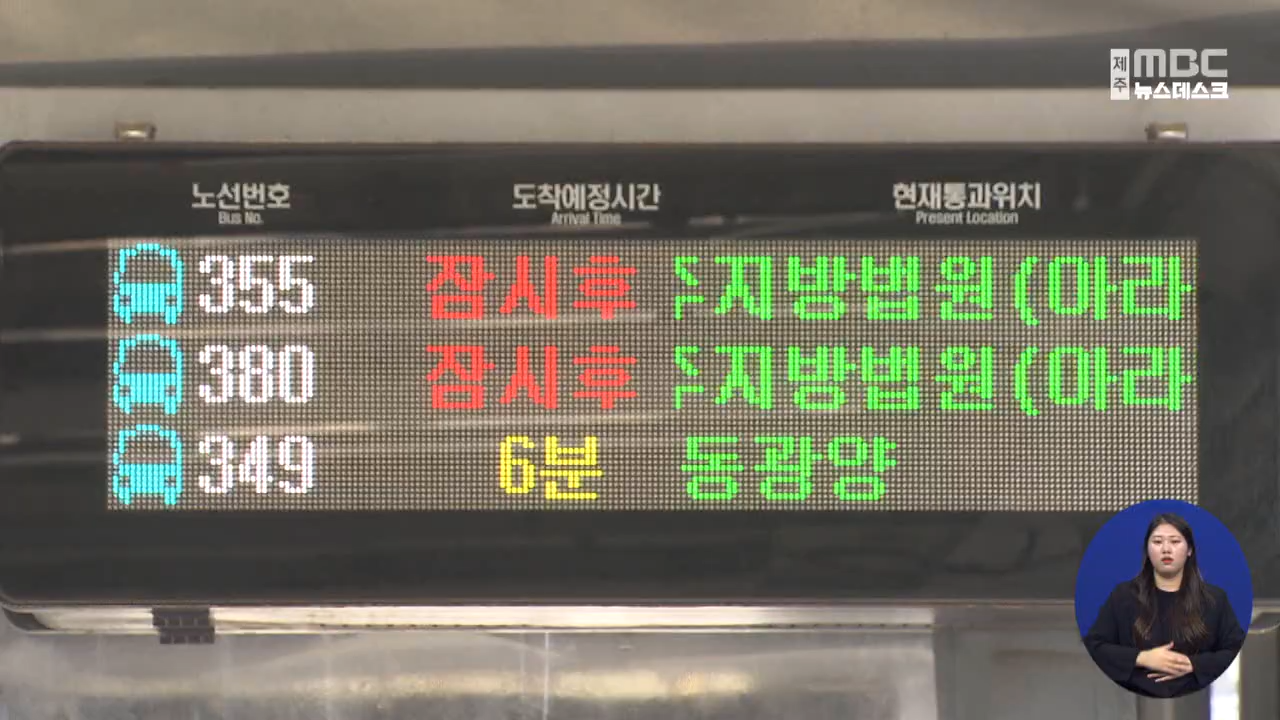 제주 MBC
뉴스데스크
노선번호 도착예정시간 현재통과위치
Bus No. Arrival Time Present Location
355 잠시후 지방법원(아라
380 잠시후 지방법원(아라
349 6분 동광양